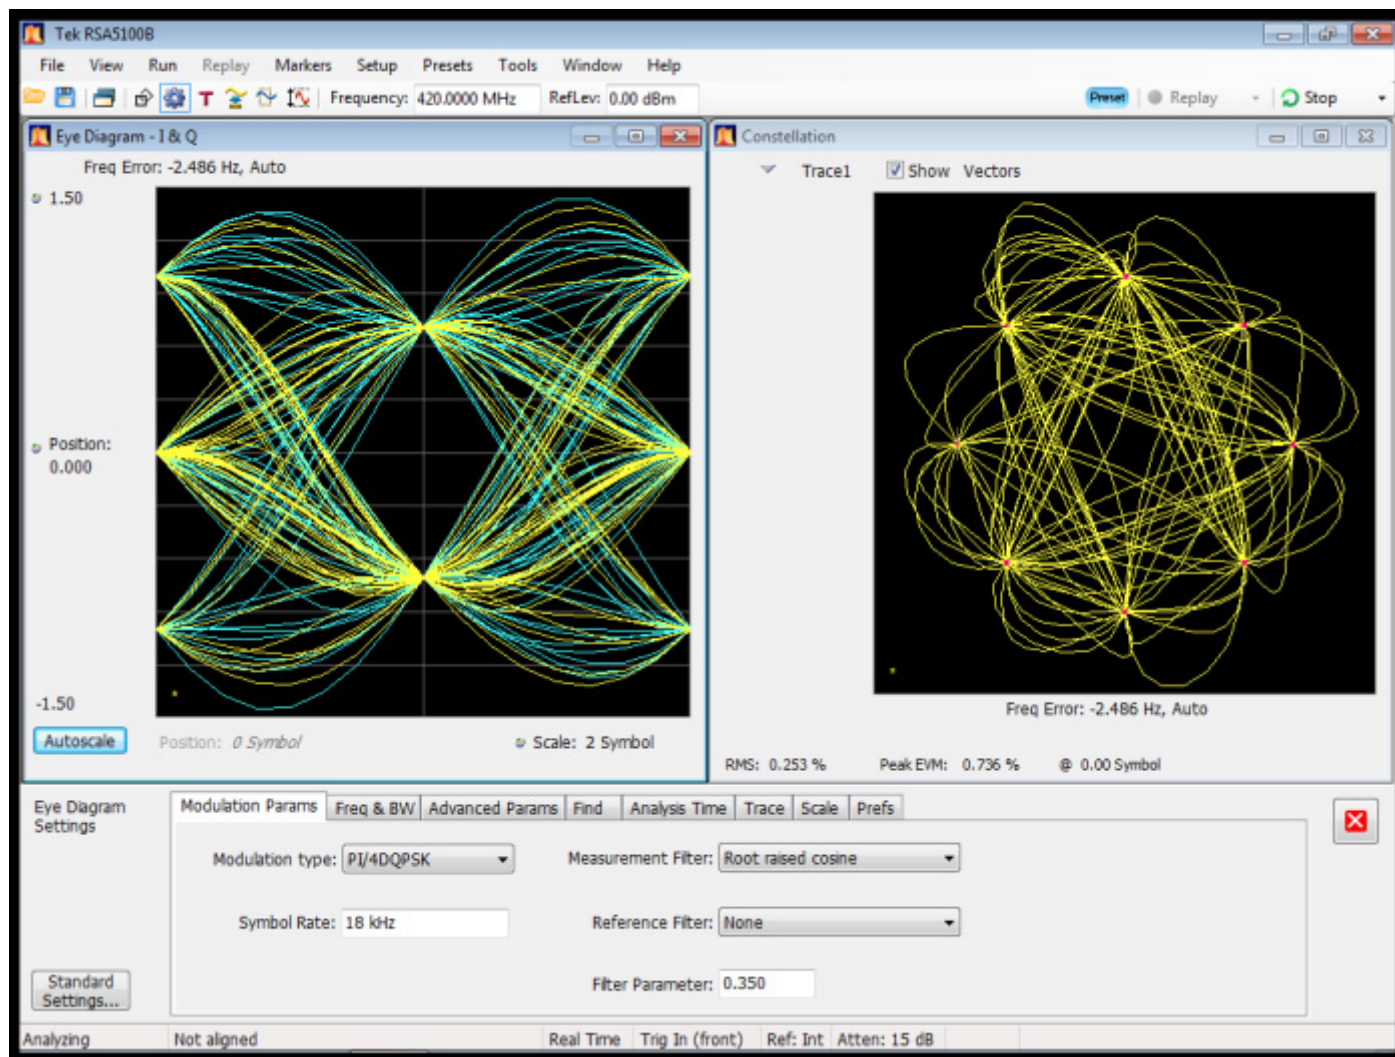 Tek RSA5100B
File View Run Replay Markers Setup Presets Tools Window Help
Frequency: 420.0000 MHz RefLev: 0.00 dBm Preset Replay Stop
Eye Diagram - I & Q
Freq Error: -2.486 Hz, Auto
1.50
Position:
0.000
-1.50
Autoscale Position: 0 Symbol Scale: 2 Symbol
Constellation
Trace1 Show Vectors
Freq Error: -2.486 Hz, Auto
RMS: 0.253 % Peak EVM: 0.736 % @ 0.00 Symbol
Eye Diagram
Settings
Modulation Params Freq & BW Advanced Params Find Analysis Time Trace Scale Prefs
Modulation type: PI/4DQPSK Measurement Filter: Root raised cosine
Symbol Rate: 18 kHz Reference Filter: None
Filter Parameter: 0.350
Standard
Settings...
Analyzing Not aligned Real Time Trig In (front) Ref: Int Atten: 15 dB